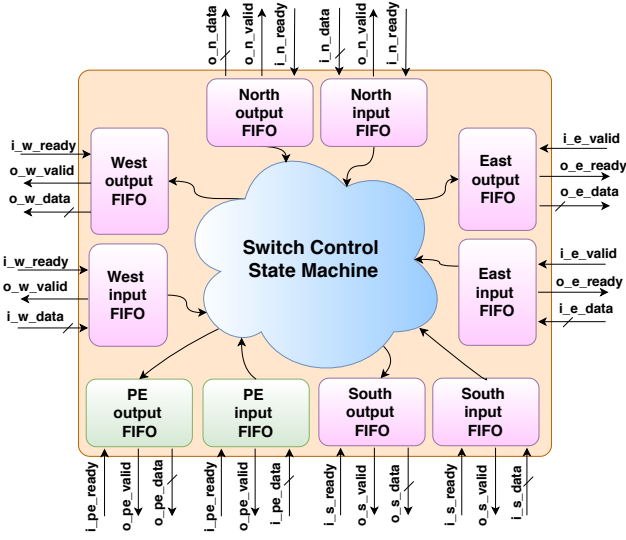 o_n_data
o_n_valid
i_n_ready
i_n_data
o_n_valid
i_n_ready
North
output
FIFO
North
input
FIFO
i_w_ready
o_w_valid
o_w_data
West
output
FIFO
East
output
FIFO
i_e_valid
o_e_ready
o_e_data
Switch Control
State Machine
i_w_ready
o_w_valid
i_w_data
West
input
FIFO
East
input
FIFO
i_e_valid
o_e_ready
i_e_data
PE
output
FIFO
PE
input
FIFO
South
output
FIFO
South input
FIFO
i_pe_ready
o_pe_valid
o_pe_data
i_pe_ready
o_pe_valid
i_pe_data
i_s_ready
o_s_valid
o_s_data
i_s_ready
o_s_valid
i_s_data